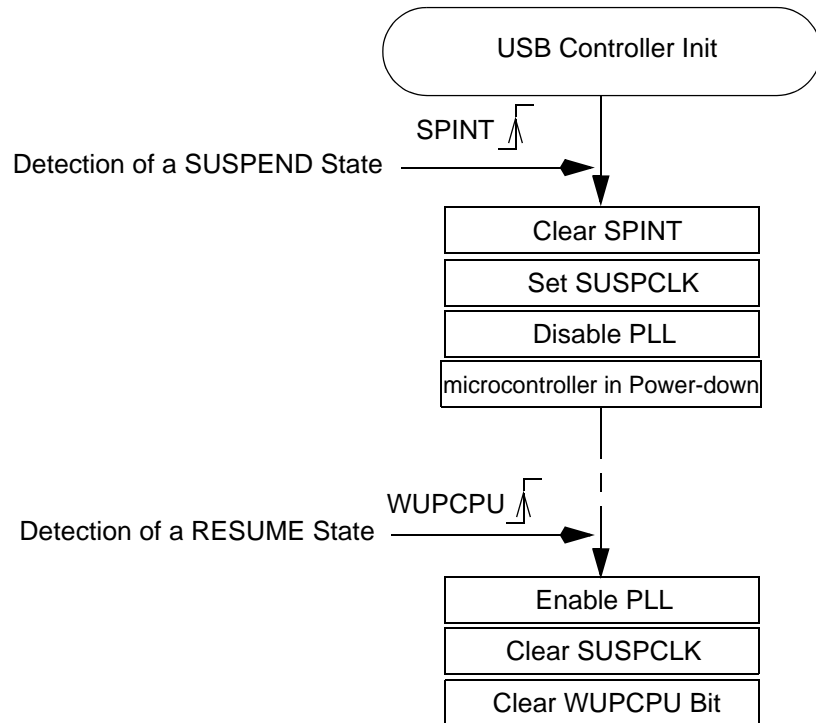 USB Controller Init
SPINT
Detection of a SUSPEND State
Clear SPINT
Set SUSPCLK
Disable PLL
microcontroller in Power-down
WUPCPU
Detection of a RESUME State
Enable PLL
Clear SUSPCLK
Clear WUPCPU Bit